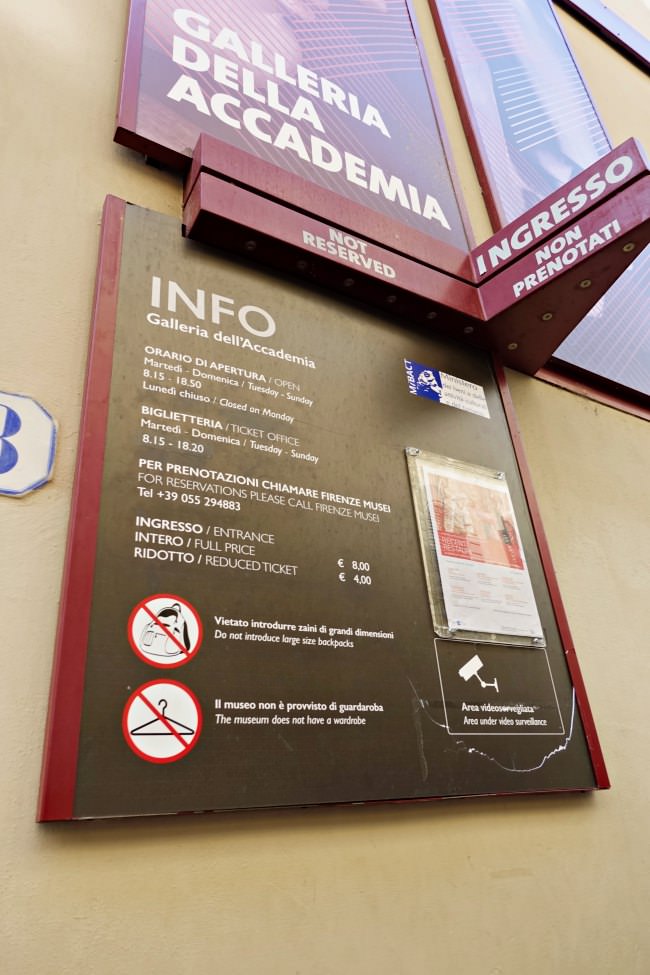 GALLERIA
DELLA
ACCADEMIA
NOT
RESERVED
INGRESSO
NON
PRENOTATI
INFO
Galleria dell'Accademia
ORARIO DI APERTURA / OPEN
Martedì - Domenica / Tuesday - Sunday
8.15 - 18.50
Lunedì chiuso / Closed on Monday
BIGLIETTERIA / TICKET OFFICE
Martedì - Domenica / Tuesday - Sunday
8.15 - 18.20
PER PRENOTAZIONI CHIAMARE FIRENZE MUSEI
FOR RESERVATIONS PLEASE CALL FIRENZE MUSEI
Tel +39 055 294883
INGRESSO / ENTRANCE
INTERO / FULL PRICE € 8,00
RIDOTTO / REDUCED TICKET € 4,00
Vietato introdurre zaini di grandi dimensioni
Do not introduce large size backpacks
Il museo non è provvisto di guardaroba
The museum does not have a wardrobe
MiBACT
Ministero
RECENTI
RESTAURI
Area videosorvegliata
Area under video surveillance